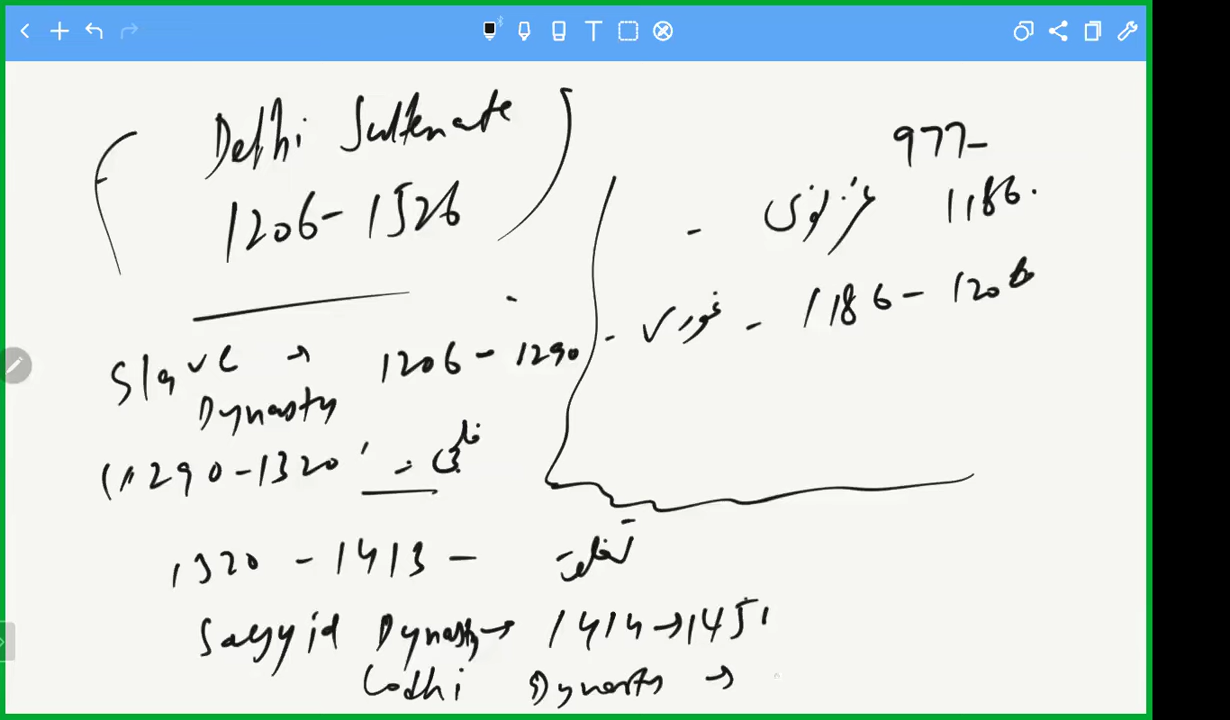 Delhi Sultenate
1206-1526
977-
غزنوی 1186.
غوری - 1186-1206
Slave → 1206-1290
Dynasty
(1290-1320) - خلجی
1320-1413- تغلق
Sayyid Dynasty → 1414→1451
Lodhi Dynasty →